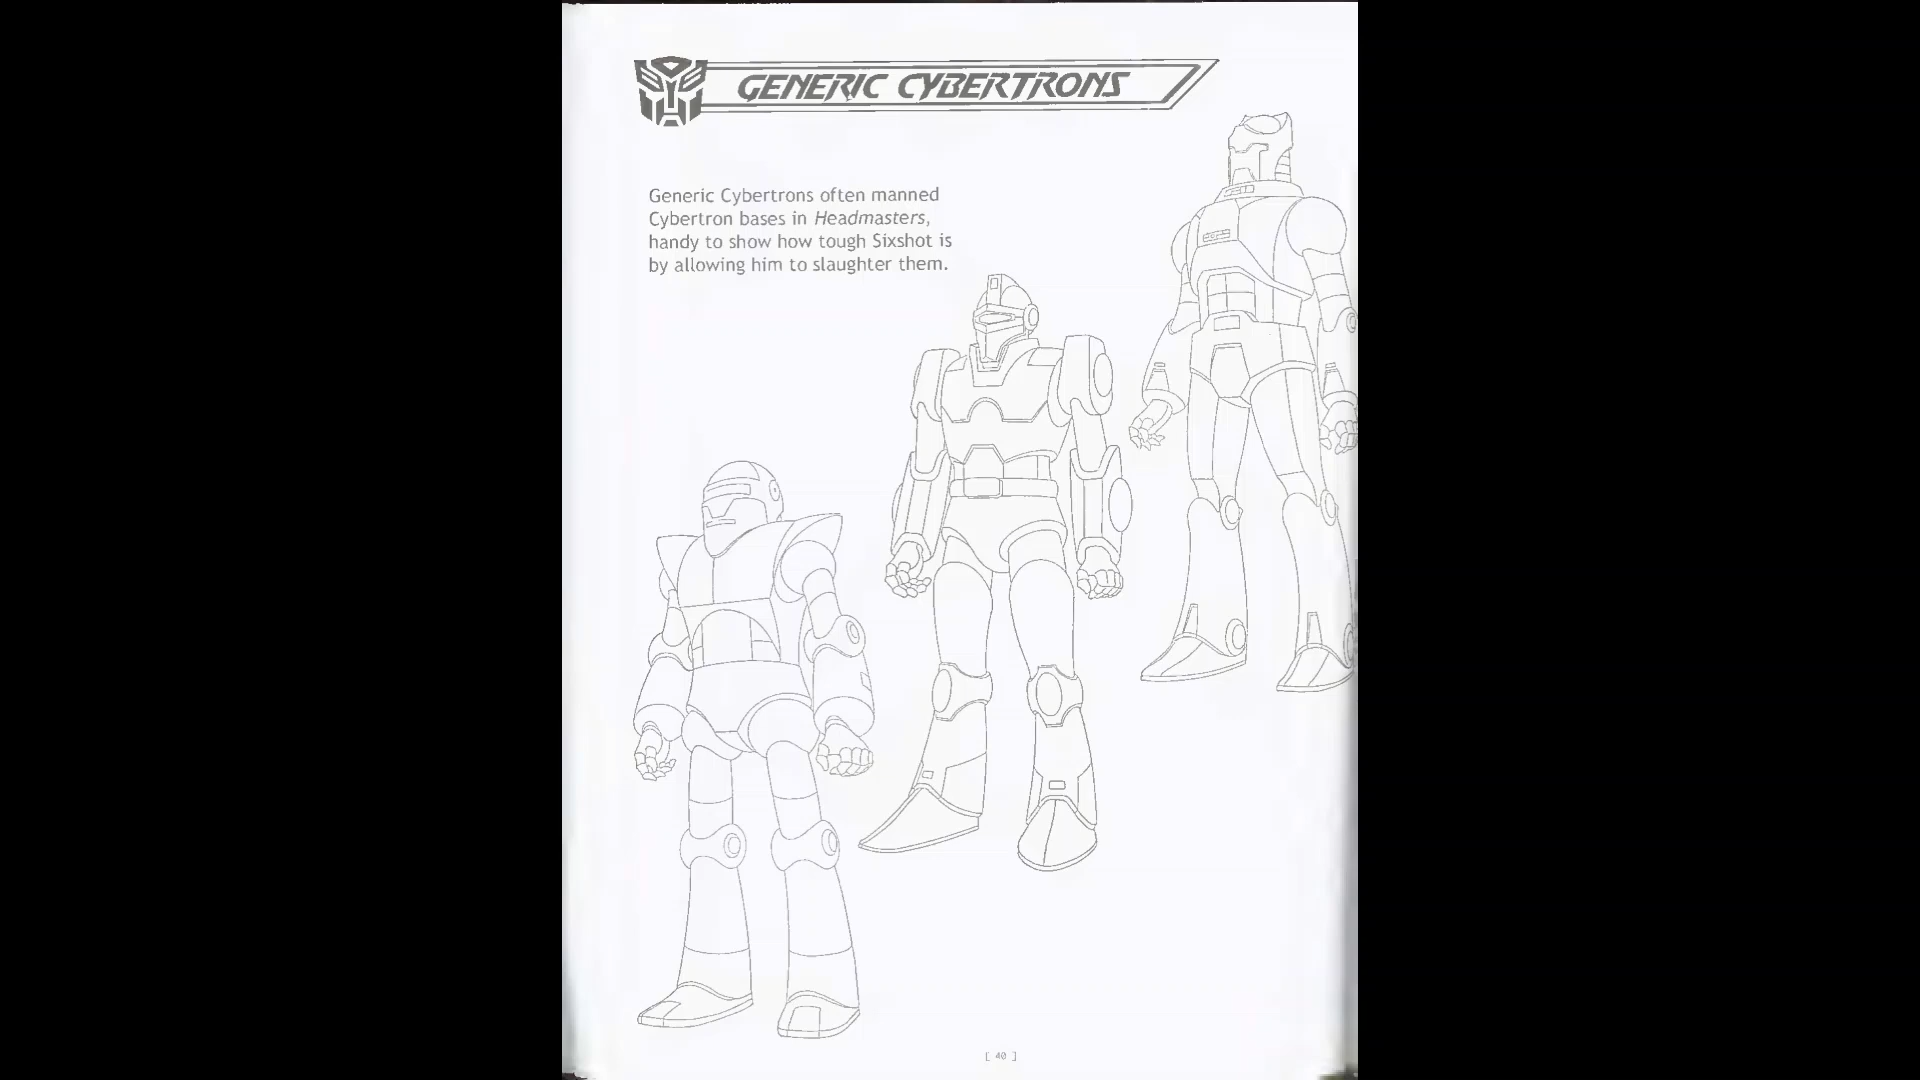 GENERIC CYBERTRONS
Generic Cybertrons often manned
Cybertron bases in Headmasters,
handy to show how tough Sixshot is
by allowing him to slaughter them.
[ 40 ]